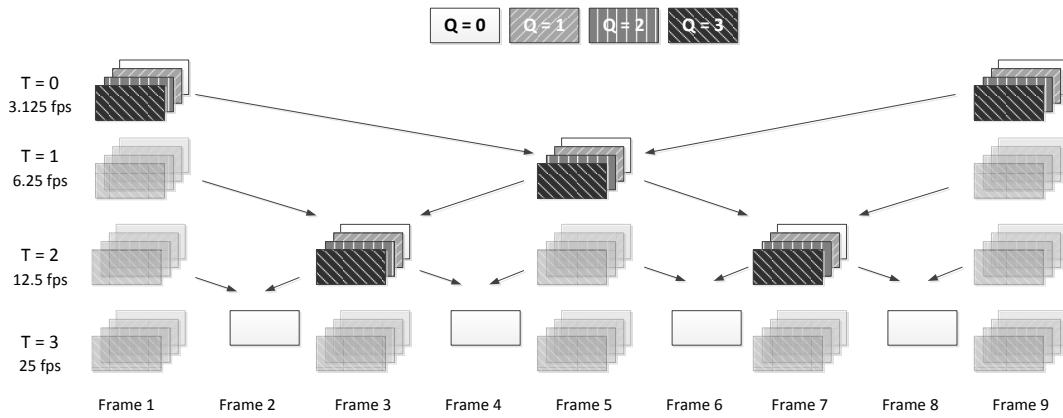 Q = 0 Q = 1 Q = 2 Q = 3
T = 0
3.125 fps
T = 1
6.25 fps
T = 2
12.5 fps
T = 3
25 fps
Frame 1 Frame 2 Frame 3 Frame 4 Frame 5 Frame 6 Frame 7 Frame 8 Frame 9